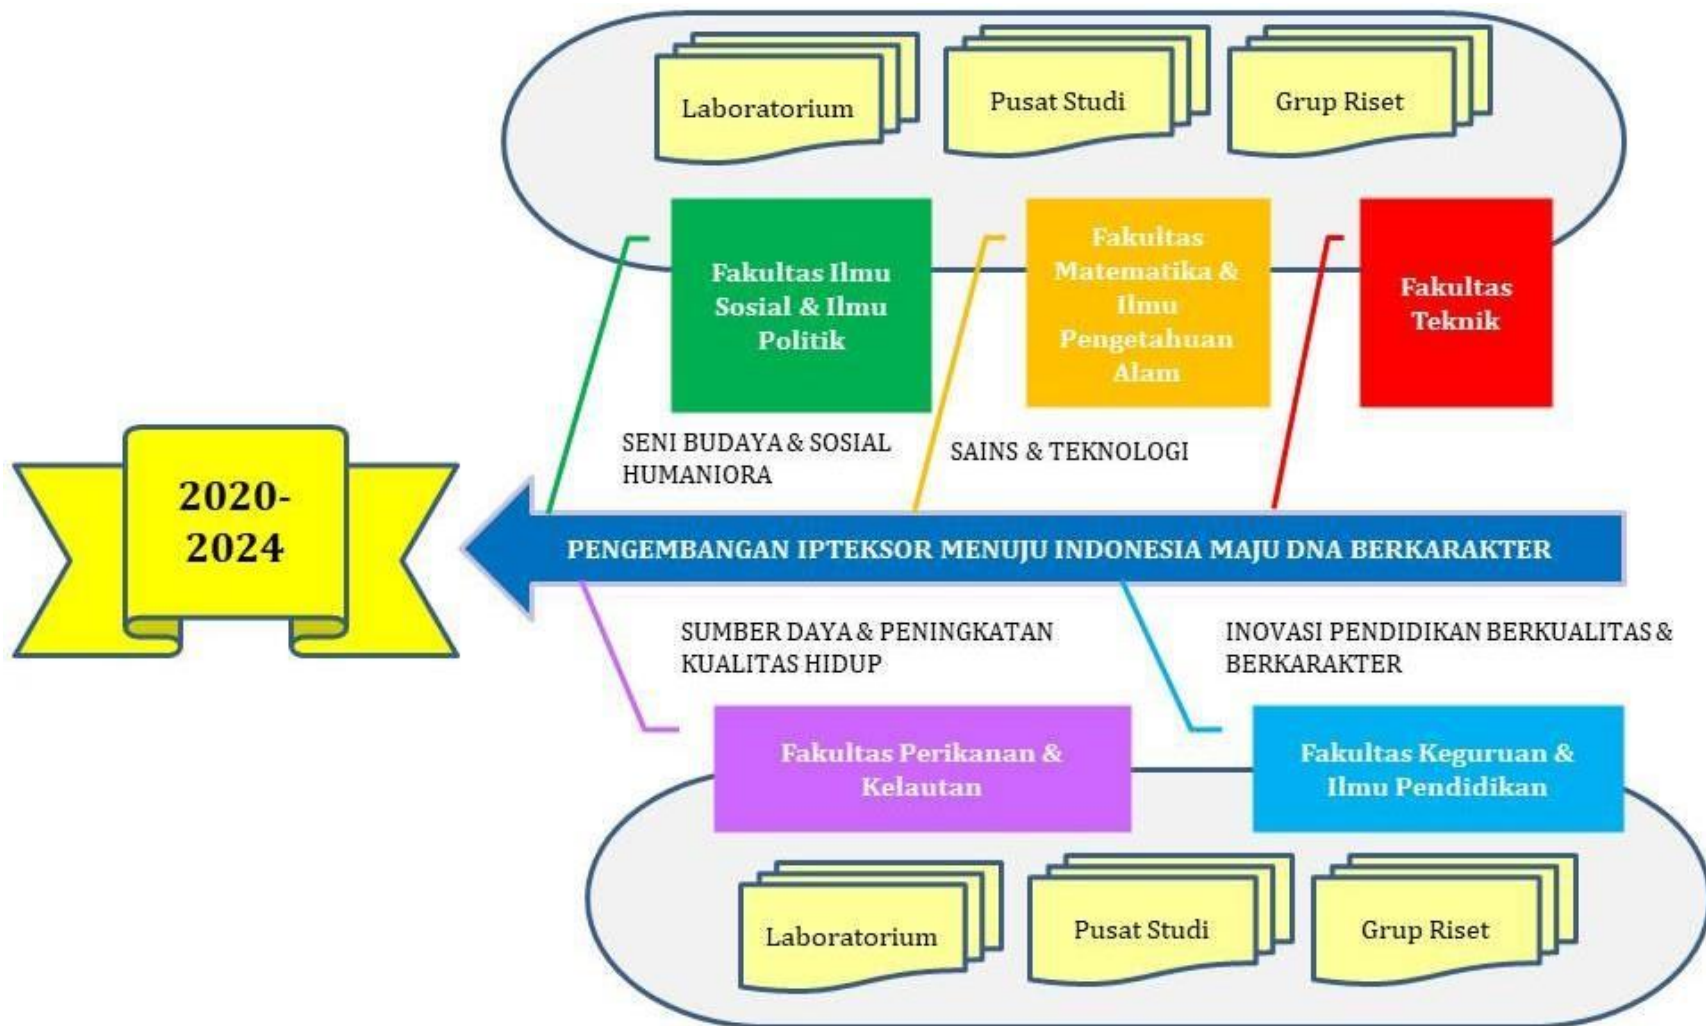 Laboratorium
Pusat Studi
Grup Riset
Fakultas Ilmu
Sosial & Ilmu
Politik
Fakultas
Matematika &
Ilmu
Pengetahuan
Alam
Fakultas
Teknik
SENI BUDAYA & SOSIAL
HUMANIORA
SAINS & TEKNOLOGI
2020-
2024
PENGEMBANGAN IPTEKSOR MENUJU INDONESIA MAJU DNA BERKARAKTER
SUMBER DAYA & PENINGKATAN
KUALITAS HIDUP
INOVASI PENDIDIKAN BERKUALITAS &
BERKARAKTER
Fakultas Perikanan &
Kelautan
Fakultas Keguruan &
Ilmu Pendidikan
Laboratorium
Pusat Studi
Grup Riset